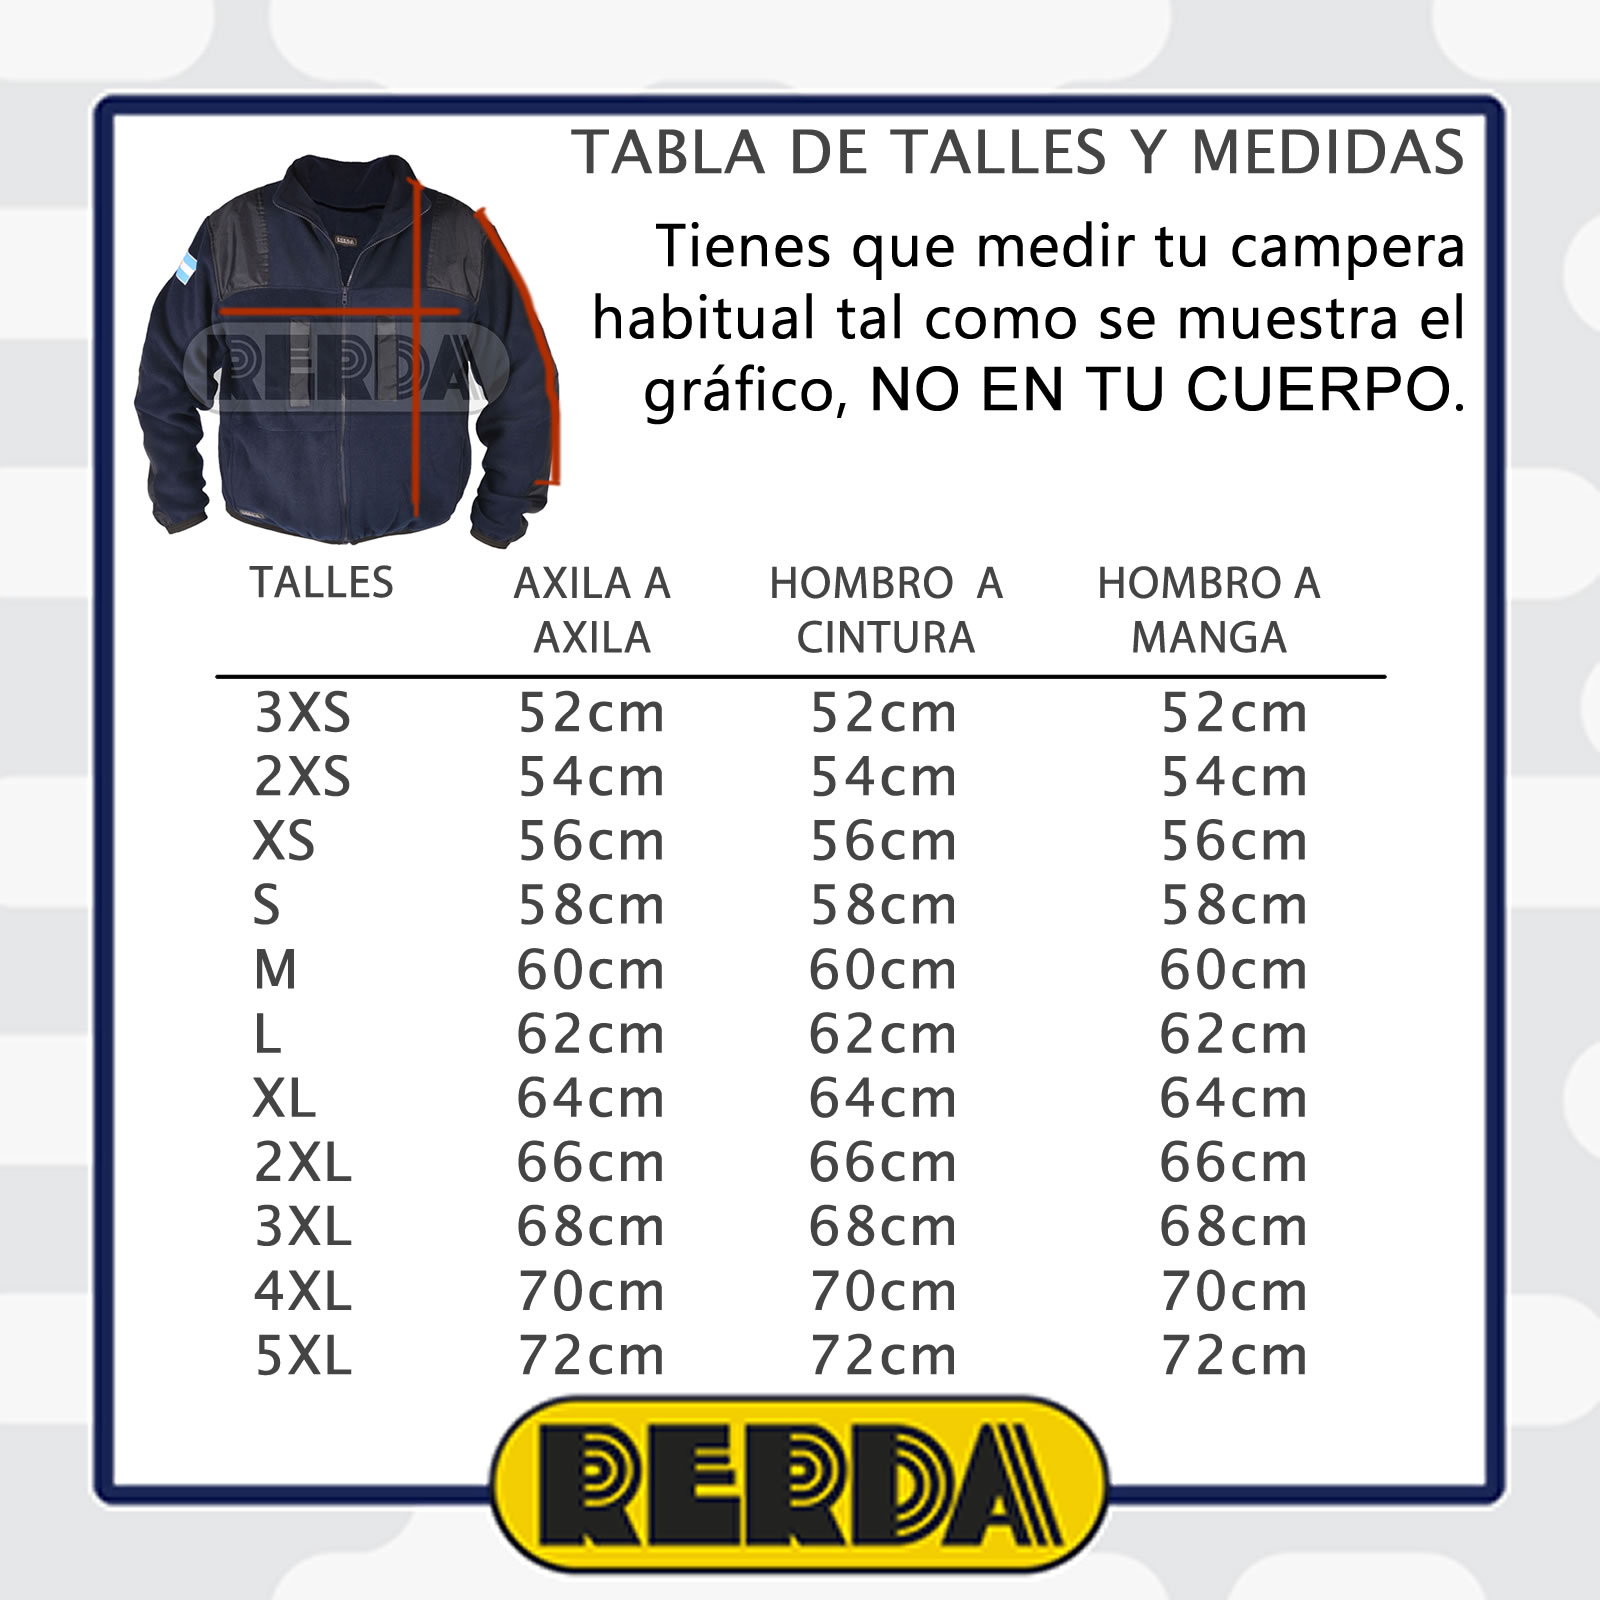 TABLA DE TALLES Y MEDIDAS
Tienes que medir tu campera
habitual tal como se muestra el
gráfico, NO EN TU CUERPO.
RERDA
TALLES AXILA A AXILA HOMBRO A CINTURA HOMBRO A MANGA
3XS 52cm 52cm 52cm
2XS 54cm 54cm 54cm
XS 56cm 56cm 56cm
S 58cm 58cm 58cm
M 60cm 60cm 60cm
L 62cm 62cm 62cm
XL 64cm 64cm 64cm
2XL 66cm 66cm 66cm
3XL 68cm 68cm 68cm
4XL 70cm 70cm 70cm
5XL 72cm 72cm 72cm
RERDA